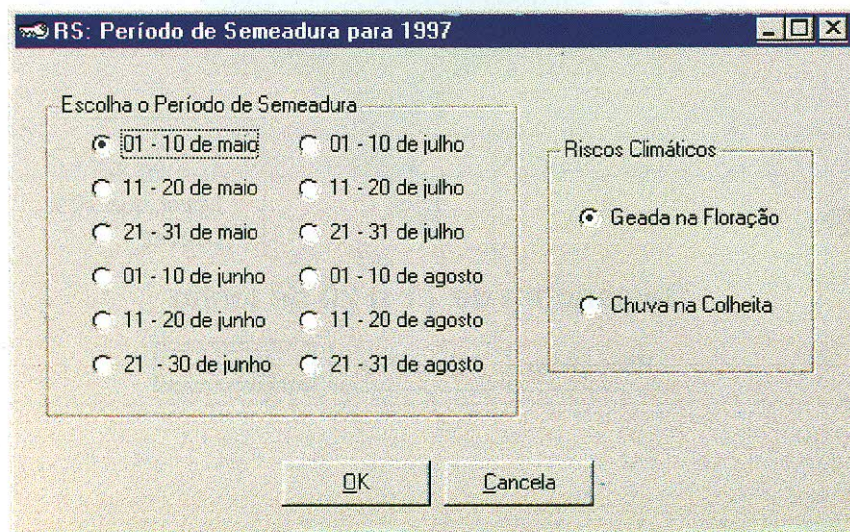 RS: Período de Semeadura para 1997
Escolha o Período de Semeadura
01 - 10 de maio
11 - 20 de maio
21 - 31 de maio
01 - 10 de junho
11 - 20 de junho
21 - 30 de junho
01 - 10 de julho
11 - 20 de julho
21 - 31 de julho
01 - 10 de agosto
11 - 20 de agosto
21 - 31 de agosto
Riscos Climáticos
Geada na Floração
Chuva na Colheita
OK
Cancela